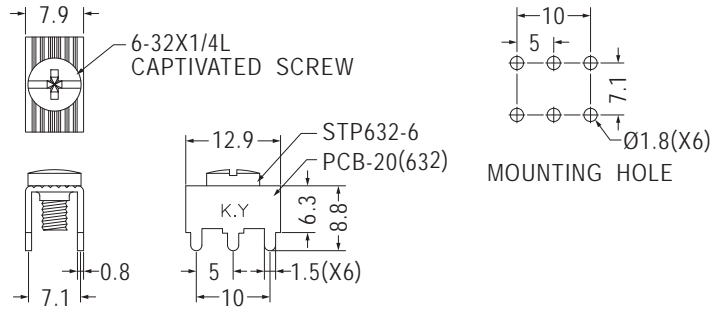 7.9
6-32X1/4L
CAPTIVATED SCREW
10
5
7.1
Ø1.8(X6)
MOUNTING HOLE
12.9
STP632-6
PCB-20(632)
K.Y
6.3
8.8
0.8
7.1
5
1.5(X6)
10